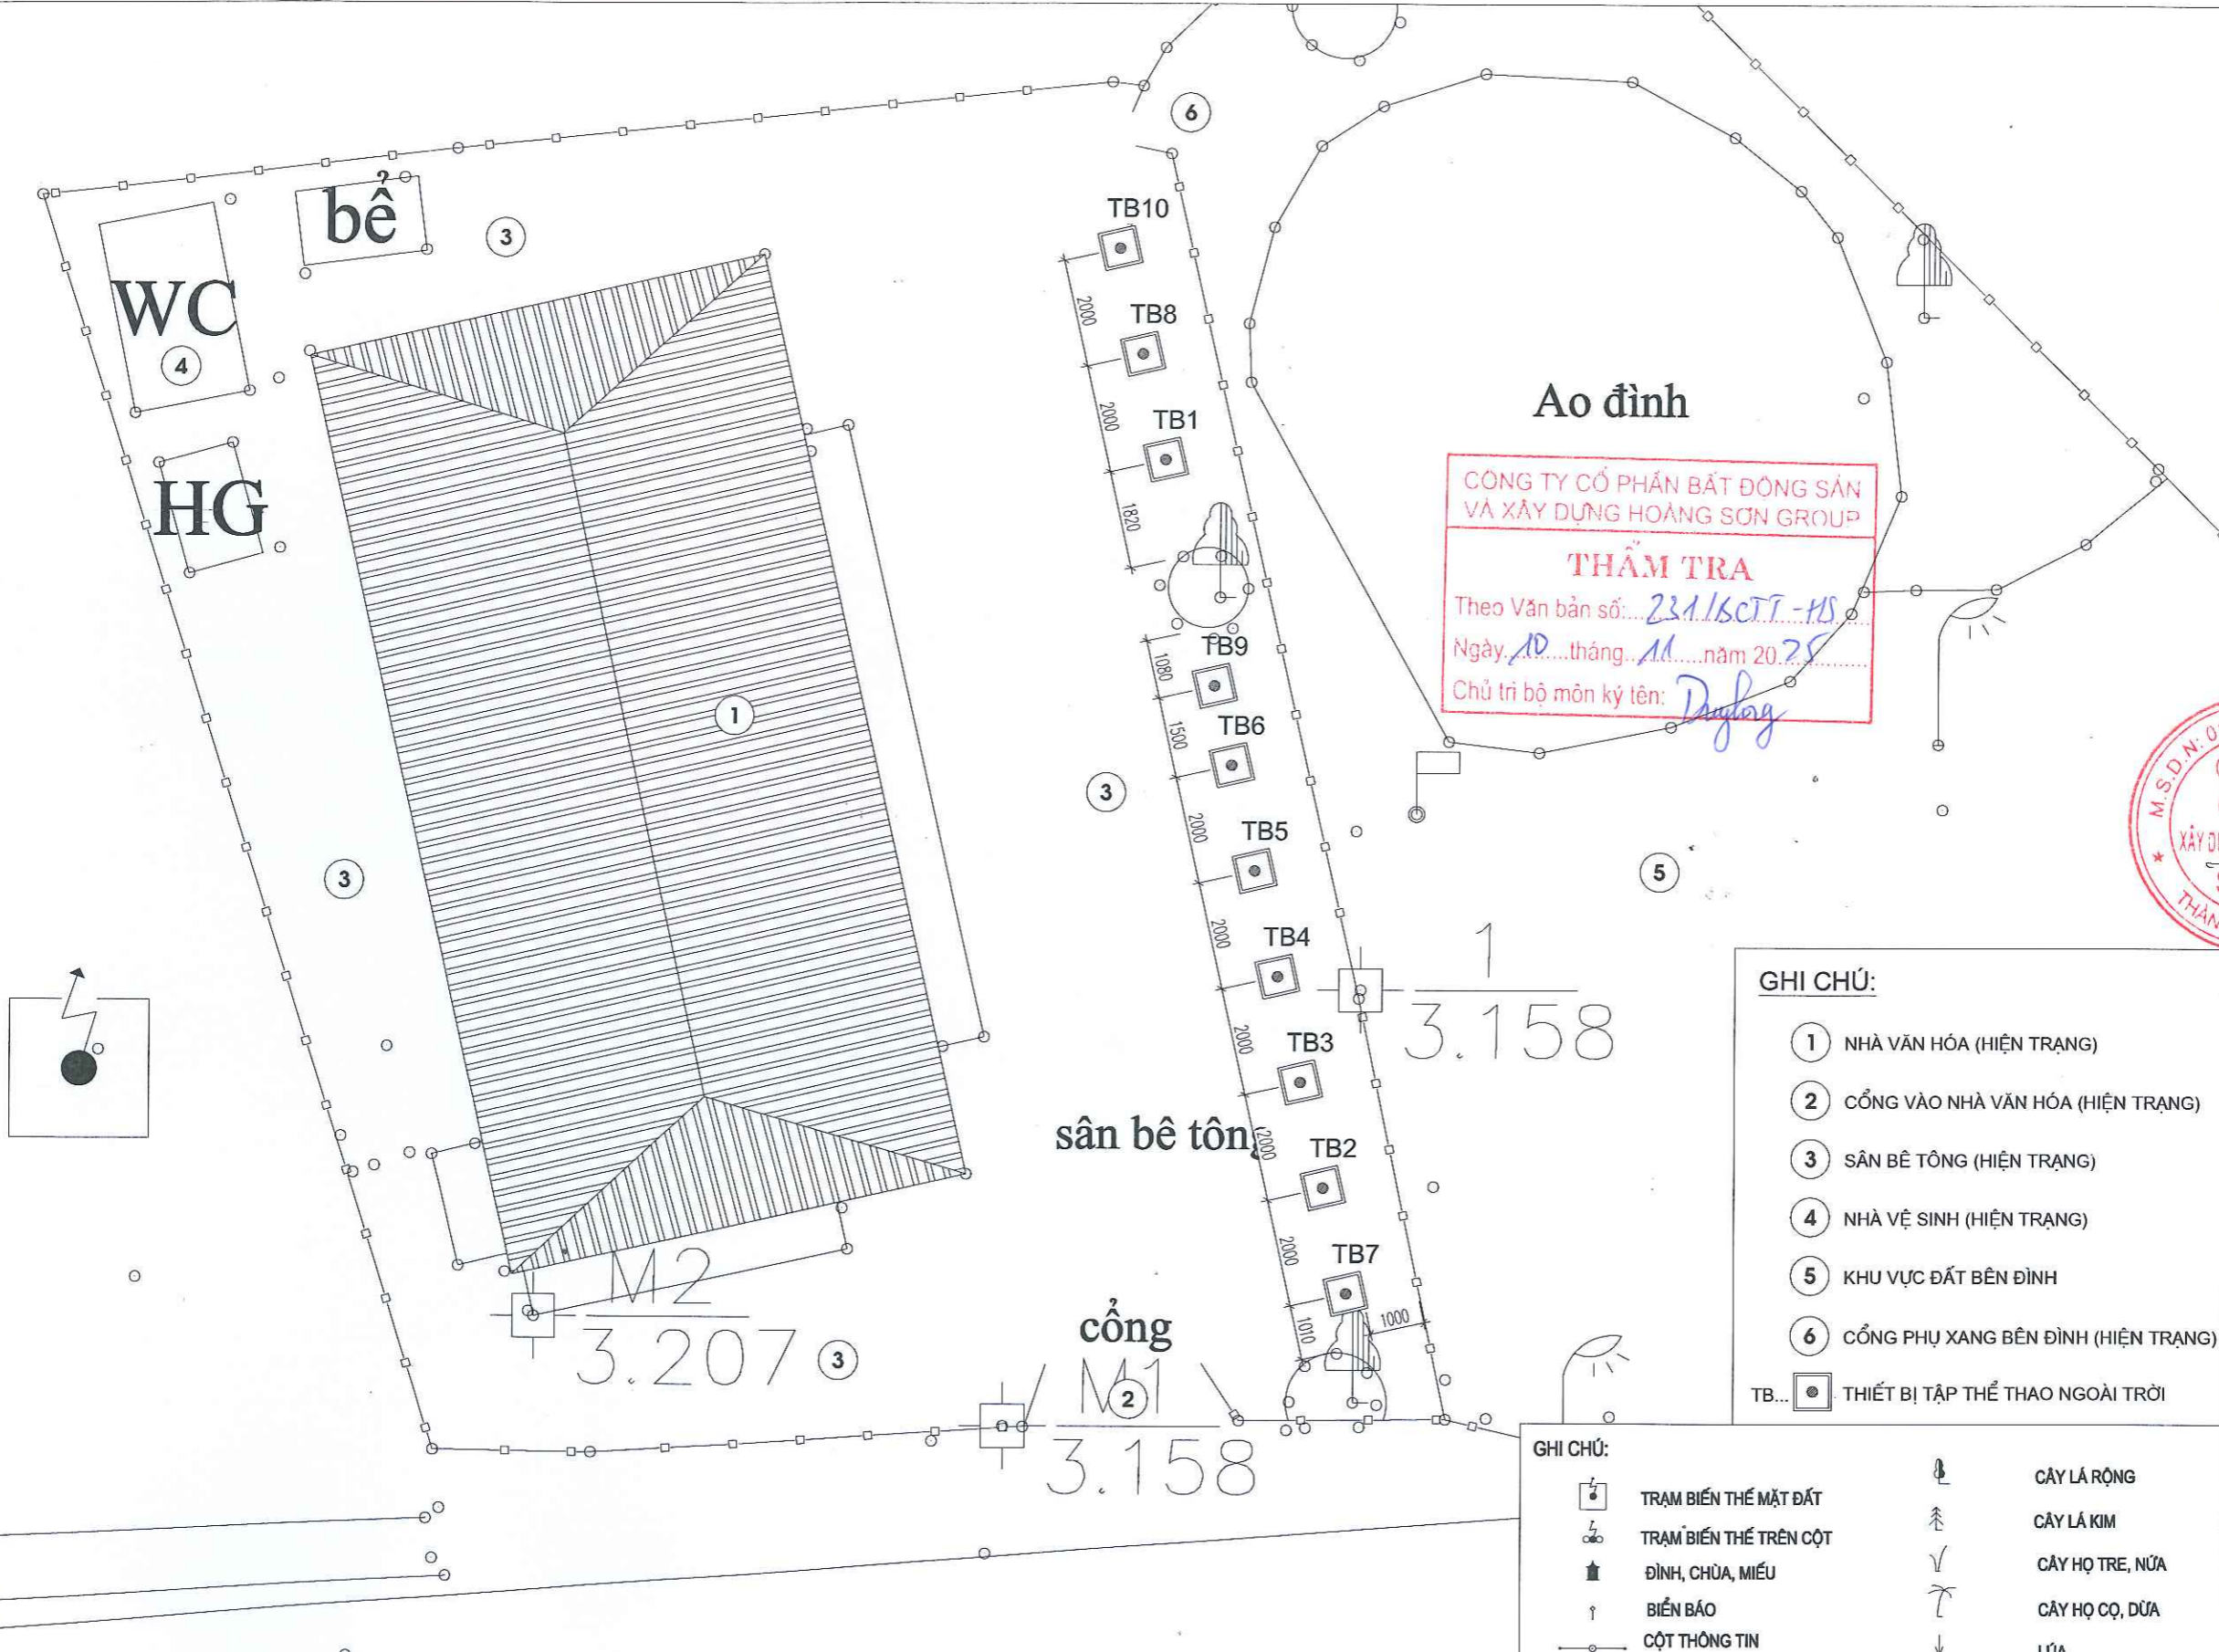 6
bể
3
TB10
WC
4
2000
TB8
2000
TB1
Ao đình
HG
1820
CÔNG TY CỔ PHẦN BẤT ĐỘNG SẢN
VÀ XÂY DỰNG HOÀNG SƠN GROUP
THẨM TRA
Theo Văn bản số: 231/BCTT-HS
Ngày 10 tháng 11 năm 2025
Chủ trì bộ môn ký tên:
TB9
1080
1
1500
TB6
3
2000
TB5
M.S.D.N: 0
XÂY D
THÀN
3
5
2000
TB4
1
3.158
2000
TB3
sân bê tôn
2000
TB2
2000
TB7
M2
3.207
3
cổng
1010
1000
M1
2
3.158
GHI CHÚ:
1 NHÀ VĂN HÓA (HIỆN TRẠNG)
2 CỔNG VÀO NHÀ VĂN HÓA (HIỆN TRẠNG)
3 SÂN BÊ TÔNG (HIỆN TRẠNG)
4 NHÀ VỆ SINH (HIỆN TRẠNG)
5 KHU VỰC ĐẤT BÊN ĐÌNH
6 CỔNG PHỤ XANG BÊN ĐÌNH (HIỆN TRẠNG)
TB... THIẾT BỊ TẬP THỂ THAO NGOÀI TRỜI
GHI CHÚ:
TRẠM BIẾN THẾ MẶT ĐẤT
TRẠM BIẾN THẾ TRÊN CỘT
ĐÌNH, CHÙA, MIẾU
BIỂN BÁO
CỘT THÔNG TIN
CÂY LÁ RỘNG
CÂY LÁ KIM
CÂY HỌ TRE, NỨA
CÂY HỌ CỌ, DỪA
LÚA